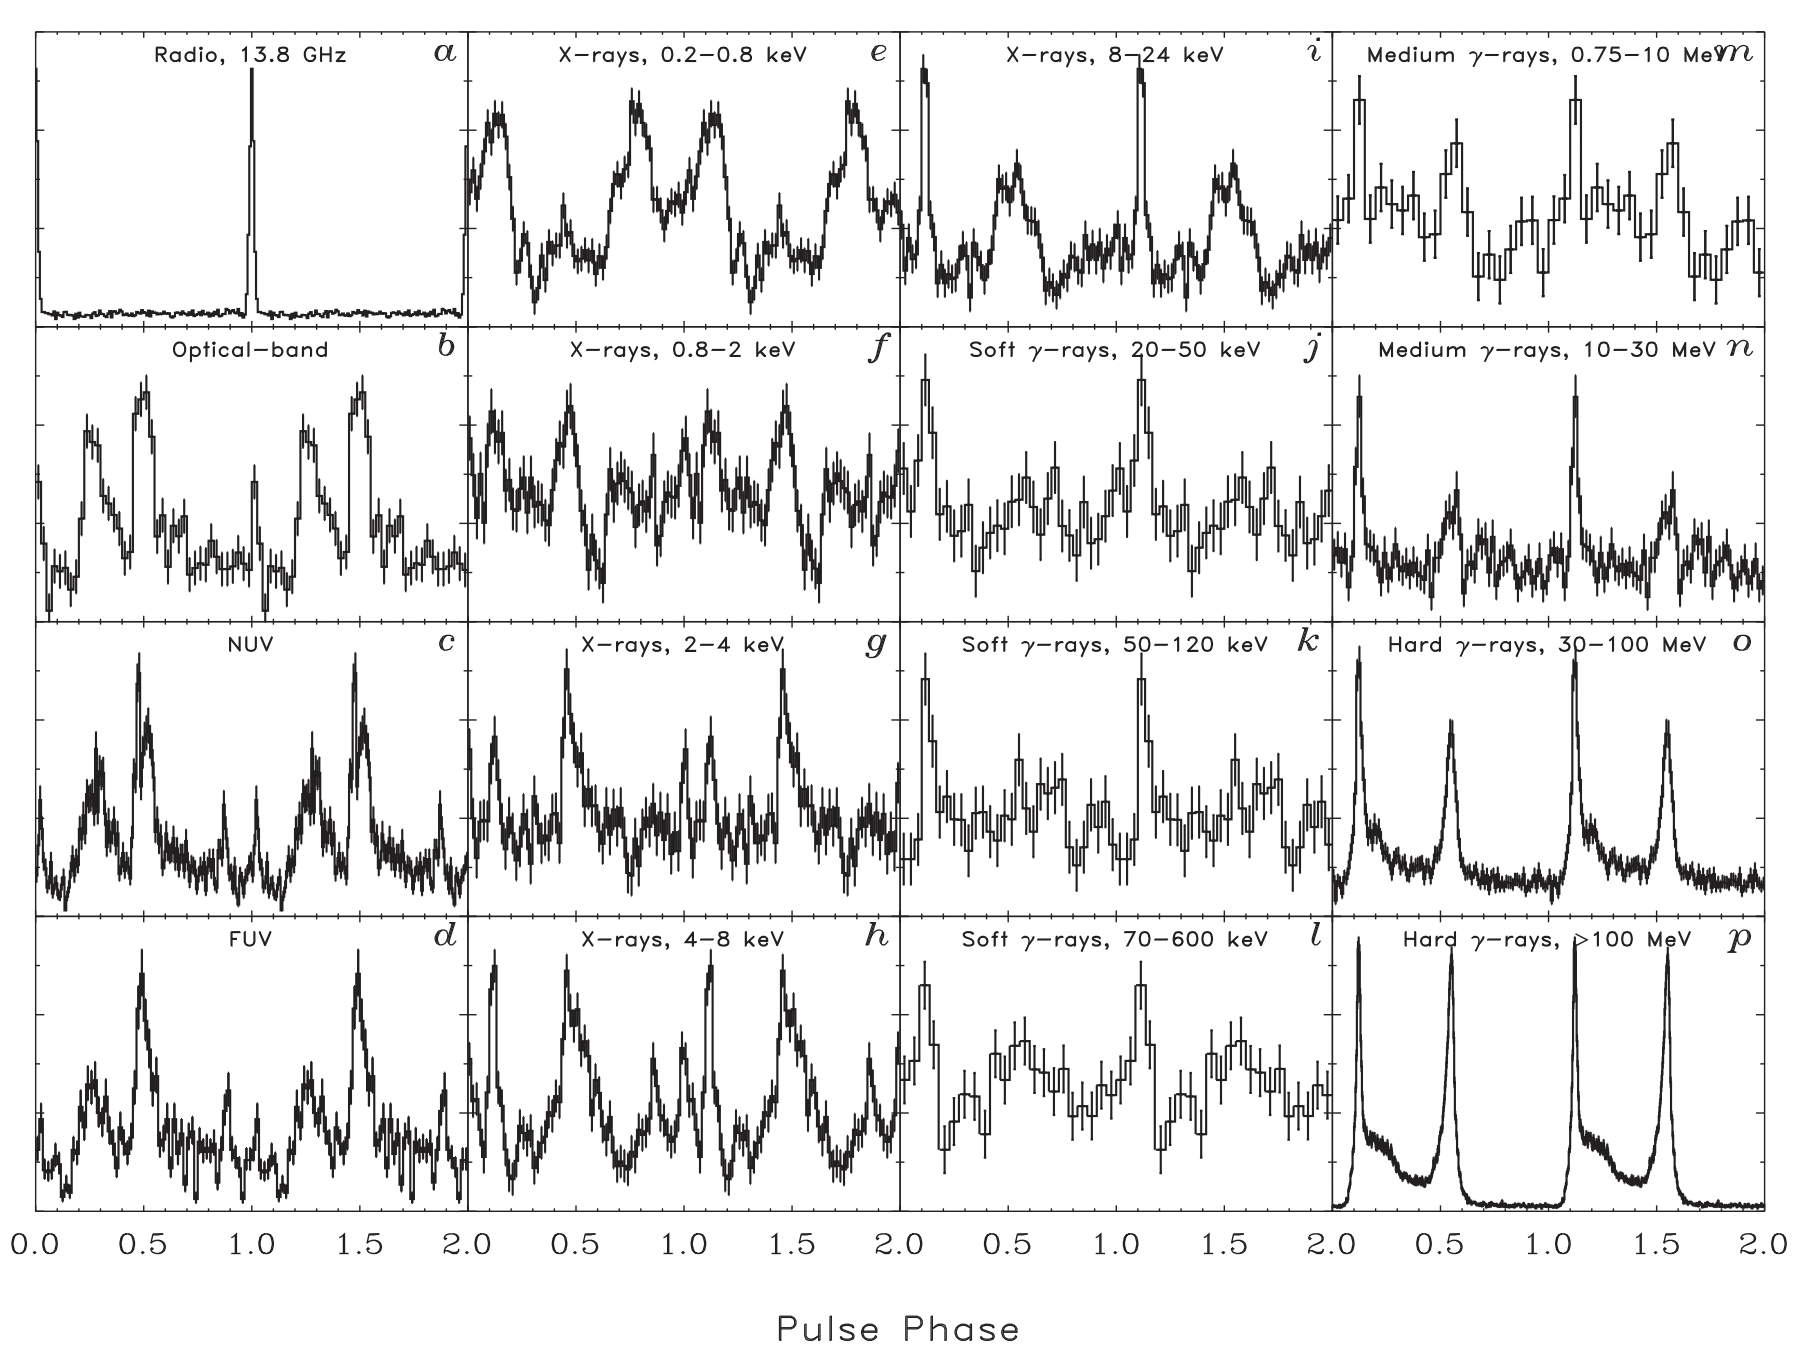 Radio, 13.8 GHz a
X-rays, 0.2-0.8 keV e
X-rays, 8-24 keV i
Medium γ-rays, 0.75-10 MeV m
Optical-band b
X-rays, 0.8-2 keV f
Soft γ-rays, 20-50 keV j
Medium γ-rays, 10-30 MeV n
NUV c
X-rays, 2-4 keV g
Soft γ-rays, 50-120 keV k
Hard γ-rays, 30-100 MeV o
FUV d
X-rays, 4-8 keV h
Soft γ-rays, 70-600 keV l
Hard γ-rays, >100 MeV p
0.0 0.5 1.0 1.5 2.0 0.5 1.0 1.5 2.0 0.5 1.0 1.5 2.0 0.5 1.0 1.5 2.0
Pulse Phase